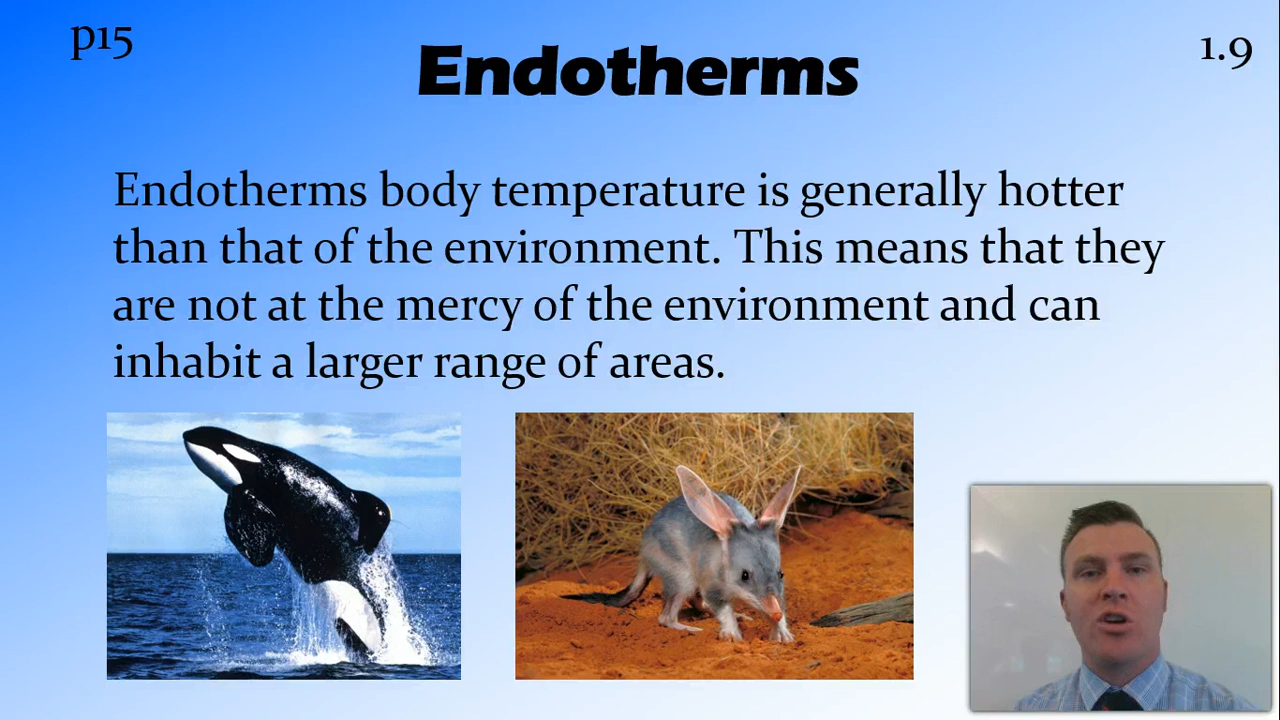 p15
1.9
Endotherms
Endotherms body temperature is generally hotter
than that of the environment. This means that they
are not at the mercy of the environment and can
inhabit a larger range of areas.